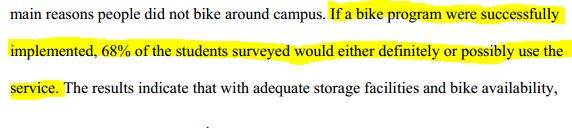 main reasons people did not bike around campus. If a bike program were successfully
implemented, 68% of the students surveyed would either definitely or possibly use the
service. The results indicate that with adequate storage facilities and bike availability,